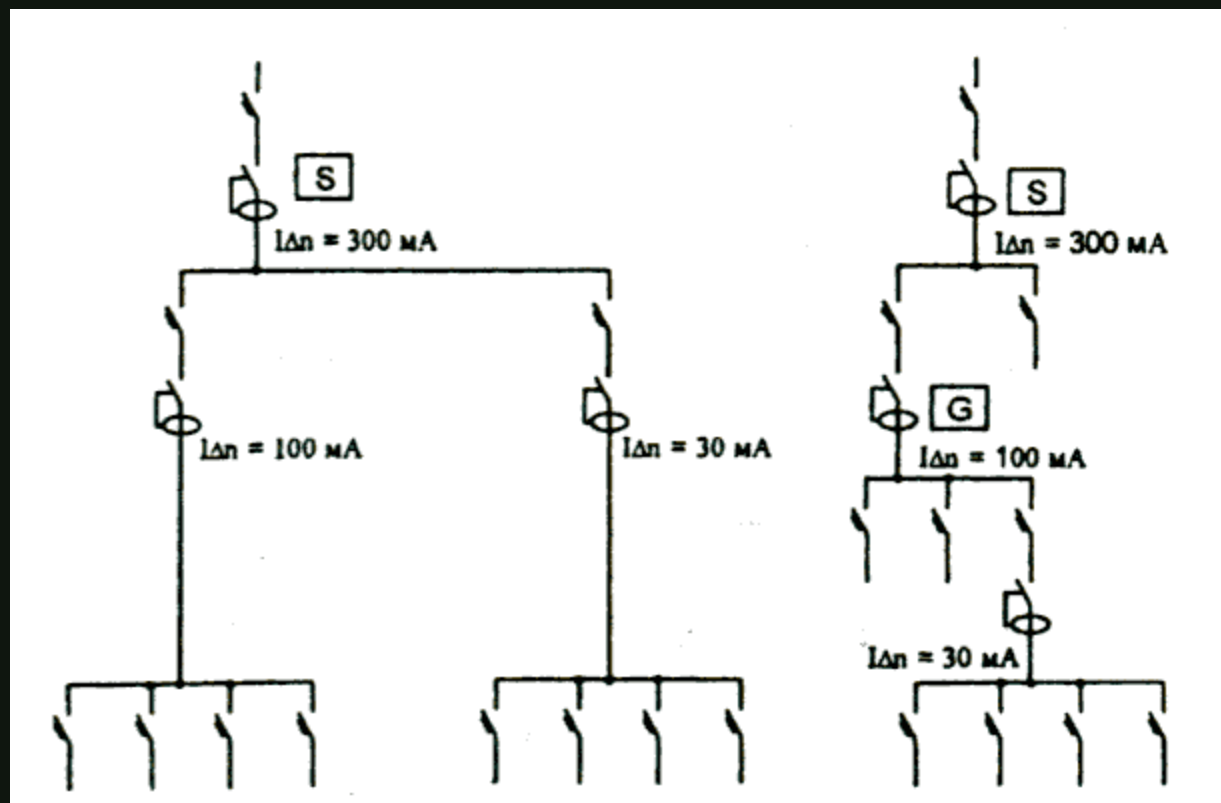 S
S
IΔn = 300 мА
IΔn = 300 мА
G
IΔn = 100 мА
IΔn = 30 мА
IΔn = 100 мА
IΔn = 30 мА